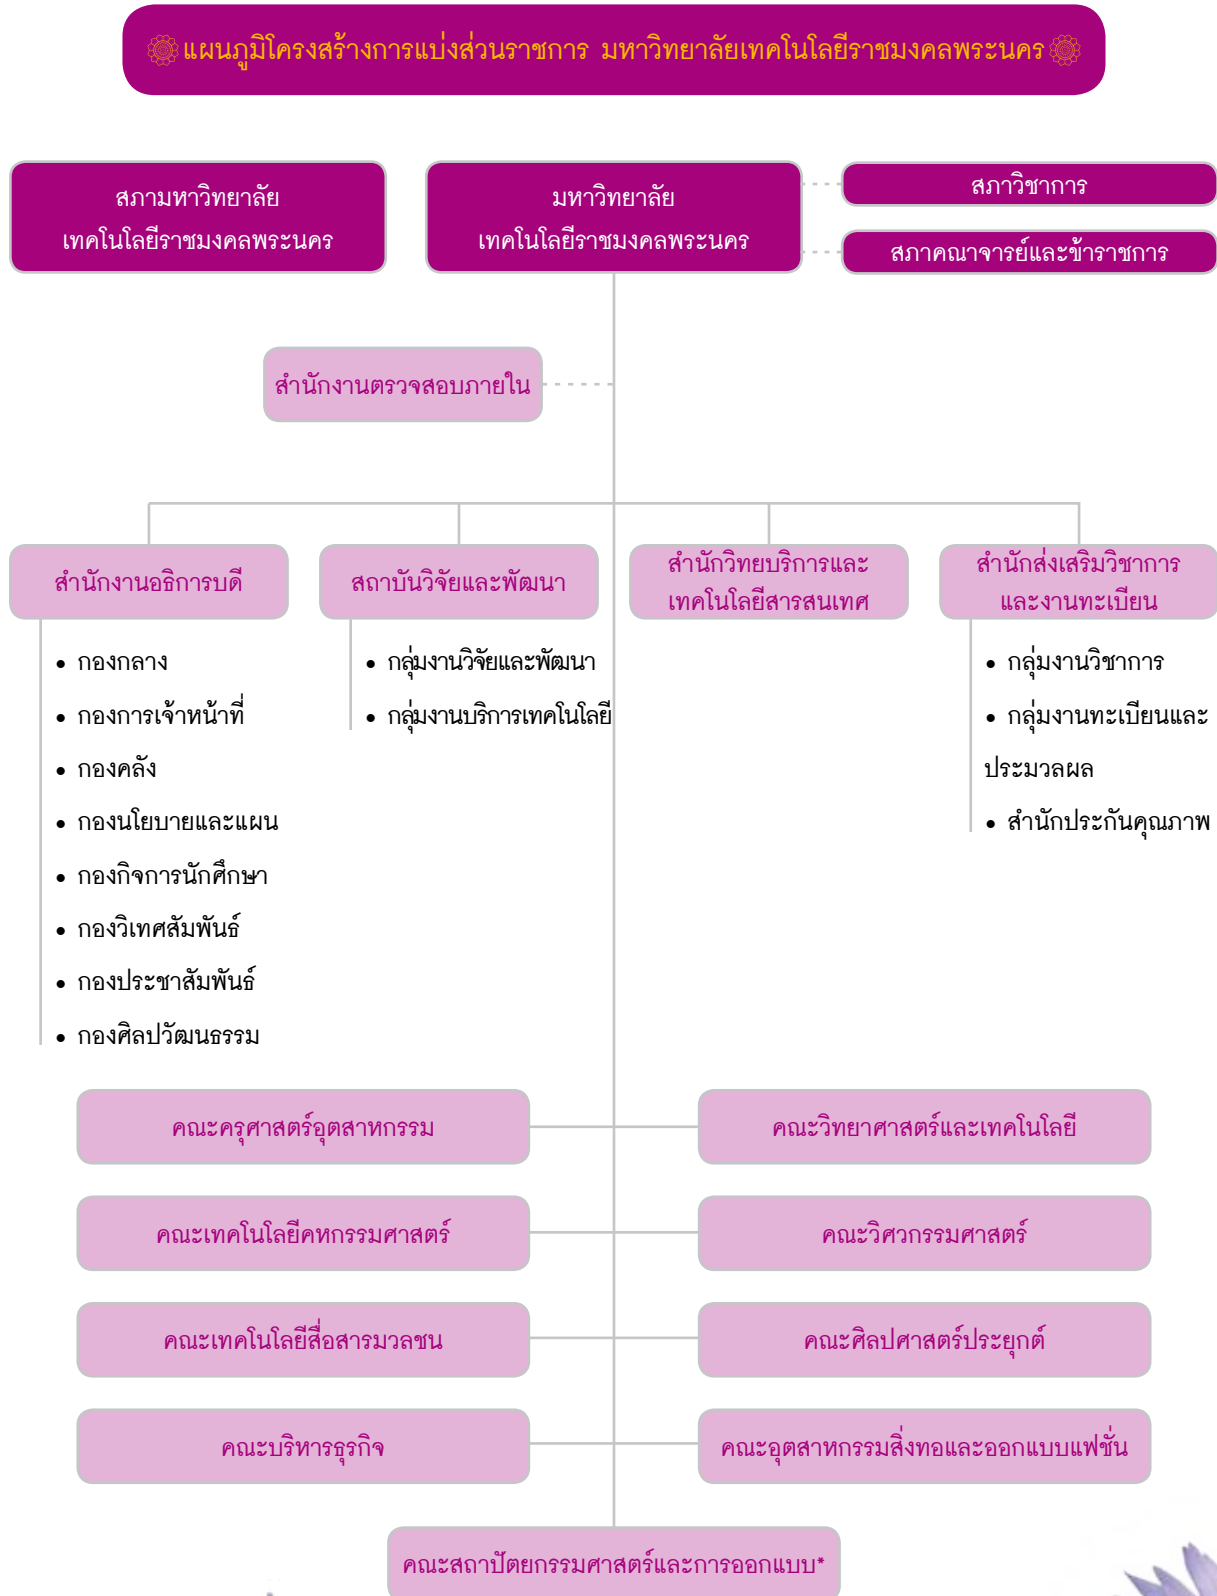 แผนภูมิโครงสร้างการแบ่งส่วนราชการ มหาวิทยาลัยเทคโนโลยีราชมงคลพระนคร
สภามหาวิทยาลัย
เทคโนโลยีราชมงคลพระนคร
มหาวิทยาลัย
เทคโนโลยีราชมงคลพระนคร
สภาวิชาการ
สภาคณาจารย์และข้าราชการ
สำนักงานตรวจสอบภายใน
สำนักงานอธิการบดี
• กองกลาง
• กองการเจ้าหน้าที่
• กองคลัง
• กองนโยบายและแผน
• กองกิจการนักศึกษา
• กองวิเทศสัมพันธ์
• กองประชาสัมพันธ์
• กองศิลปวัฒนธรรม
สถาบันวิจัยและพัฒนา
• กลุ่มงานวิจัยและพัฒนา
• กลุ่มงานบริการเทคโนโลยี
สำนักวิทยบริการและ
เทคโนโลยีสารสนเทศ
สำนักส่งเสริมวิชาการ
และงานทะเบียน
• กลุ่มงานวิชาการ
• กลุ่มงานทะเบียนและ
ประมวลผล
• สำนักประกันคุณภาพ
คณะครุศาสตร์อุตสาหกรรม
คณะวิทยาศาสตร์และเทคโนโลยี
คณะเทคโนโลยีคหกรรมศาสตร์
คณะวิศวกรรมศาสตร์
คณะเทคโนโลยีสื่อสารมวลชน
คณะศิลปศาสตร์ประยุกต์
คณะบริหารธุรกิจ
คณะอุตสาหกรรมสิ่งทอและออกแบบแฟชั่น
คณะสถาปัตยกรรมศาสตร์และการออกแบบ*